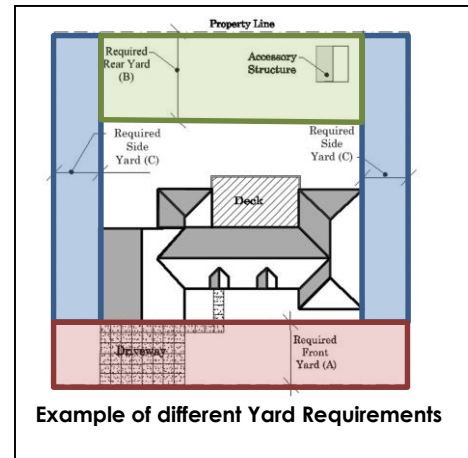 Property Line
Required
Rear Yard
(B)
Accessory
Structure
Required
Side
Yard (C)
Required
Side
Yard (C)
Deck
Driveway
Required
Front
Yard (A)
Example of different Yard Requirements